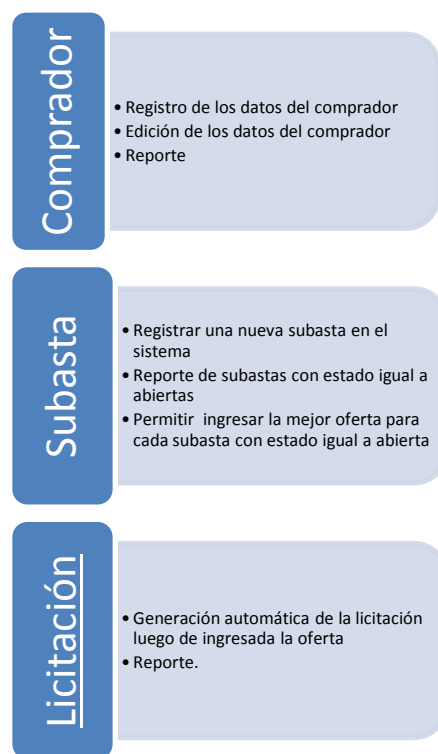 Comprador
• Registro de los datos del comprador
• Edición de los datos del comprador
• Reporte
Subasta
• Registrar una nueva subasta en el
sistema
• Reporte de subastas con estado igual a
abiertas
• Permitir ingresar la mejor oferta para
cada subasta con estado igual a abierta
Licitación
• Generación automática de la licitación
luego de ingresada la oferta
• Reporte.